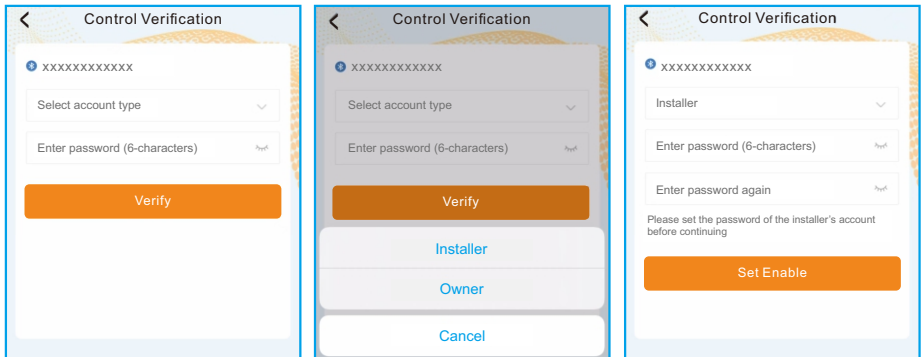 Control Verification
xxxxxxxxxxxx
Select account type
Enter password (6-characters)
Verify
Control Verification
xxxxxxxxxxxx
Select account type
Enter password (6-characters)
Verify
Installer
Owner
Cancel
Control Verification
xxxxxxxxxxxx
Installer
Enter password (6-characters)
Enter password again
Please set the password of the installer's account
before continuing
Set Enable